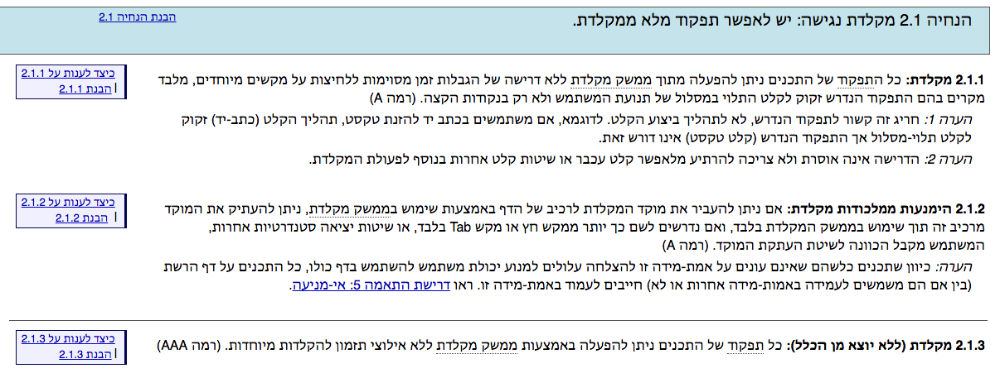 הנחיה 2.1 מקלדת נגישה: יש לאפשר תפקוד מלא ממקלדת.
הבנת הנחיה 2.1
2.1.1 מקלדת: כל התפקוד של התכנים ניתן להפעלה מתוך ממשק מקלדת ללא דרישה של הגבלות זמן מסוימות ללחיצות על מקשים מיוחדים, מלבד
מקרים בהם התפקוד הנדרש זקוק לקלט התלוי במסלול של תנועת המשתמש ולא רק בנקודות הקצה. (רמה A)
הערה 1: חריג זה קשור לתפקוד הנדרש, לא לתהליך ביצוע הקלט. לדוגמא, אם משתמשים בכתב יד להזנת טקסט, תהליך הקלט (כתב-יד) זקוק
לקלט תלוי-מסלול אך התפקוד הנדרש (קלט טקסט) אינו דורש זאת.
הערה 2: הדרישה אינה אוסרת ולא צריכה להרתיע מלאפשר קלט עכבר או שיטות קלט אחרות בנוסף לפעולת המקלדת.
כיצד לענות על 2.1.1
| הבנת 2.1.1
2.1.2 הימנעות ממלכודות מקלדת: אם ניתן להעביר את מוקד המקלדת לרכיב של הדף באמצעות שימוש בממשק מקלדת, ניתן להעתיק את המוקד
מרכיב זה תוך שימוש בממשק המקלדת בלבד, ואם נדרשים לשם כך יותר ממקש חץ או מקש Tab בלבד, או שיטות יציאה סטנדרטיות אחרות,
המשתמש מקבל הכוונה לשיטת העתקת המוקד. (רמה A)
הערה: כיוון שתכנים כלשהם שאינם עונים על אמת-מידה זו להצלחה עלולים למנוע יכולת משתמש להשתמש בדף כולו, כל התכנים על דף הרשת
(בין אם הם משמשים לעמידה באמות-מידה אחרות או לא) חייבים לעמוד באמת-מידה זו. ראו דרישת התאמה 5: אי-מניעה.
כיצד לענות על 2.1.2
| הבנת 2.1.2
2.1.3 מקלדת (ללא יוצא מן הכלל): כל תפקוד של התכנים ניתן להפעלה באמצעות ממשק מקלדת ללא אילוצי תזמון להקלדות מיוחדות. (רמה AAA)
כיצד לענות על 2.1.3
| הבנת 2.1.3